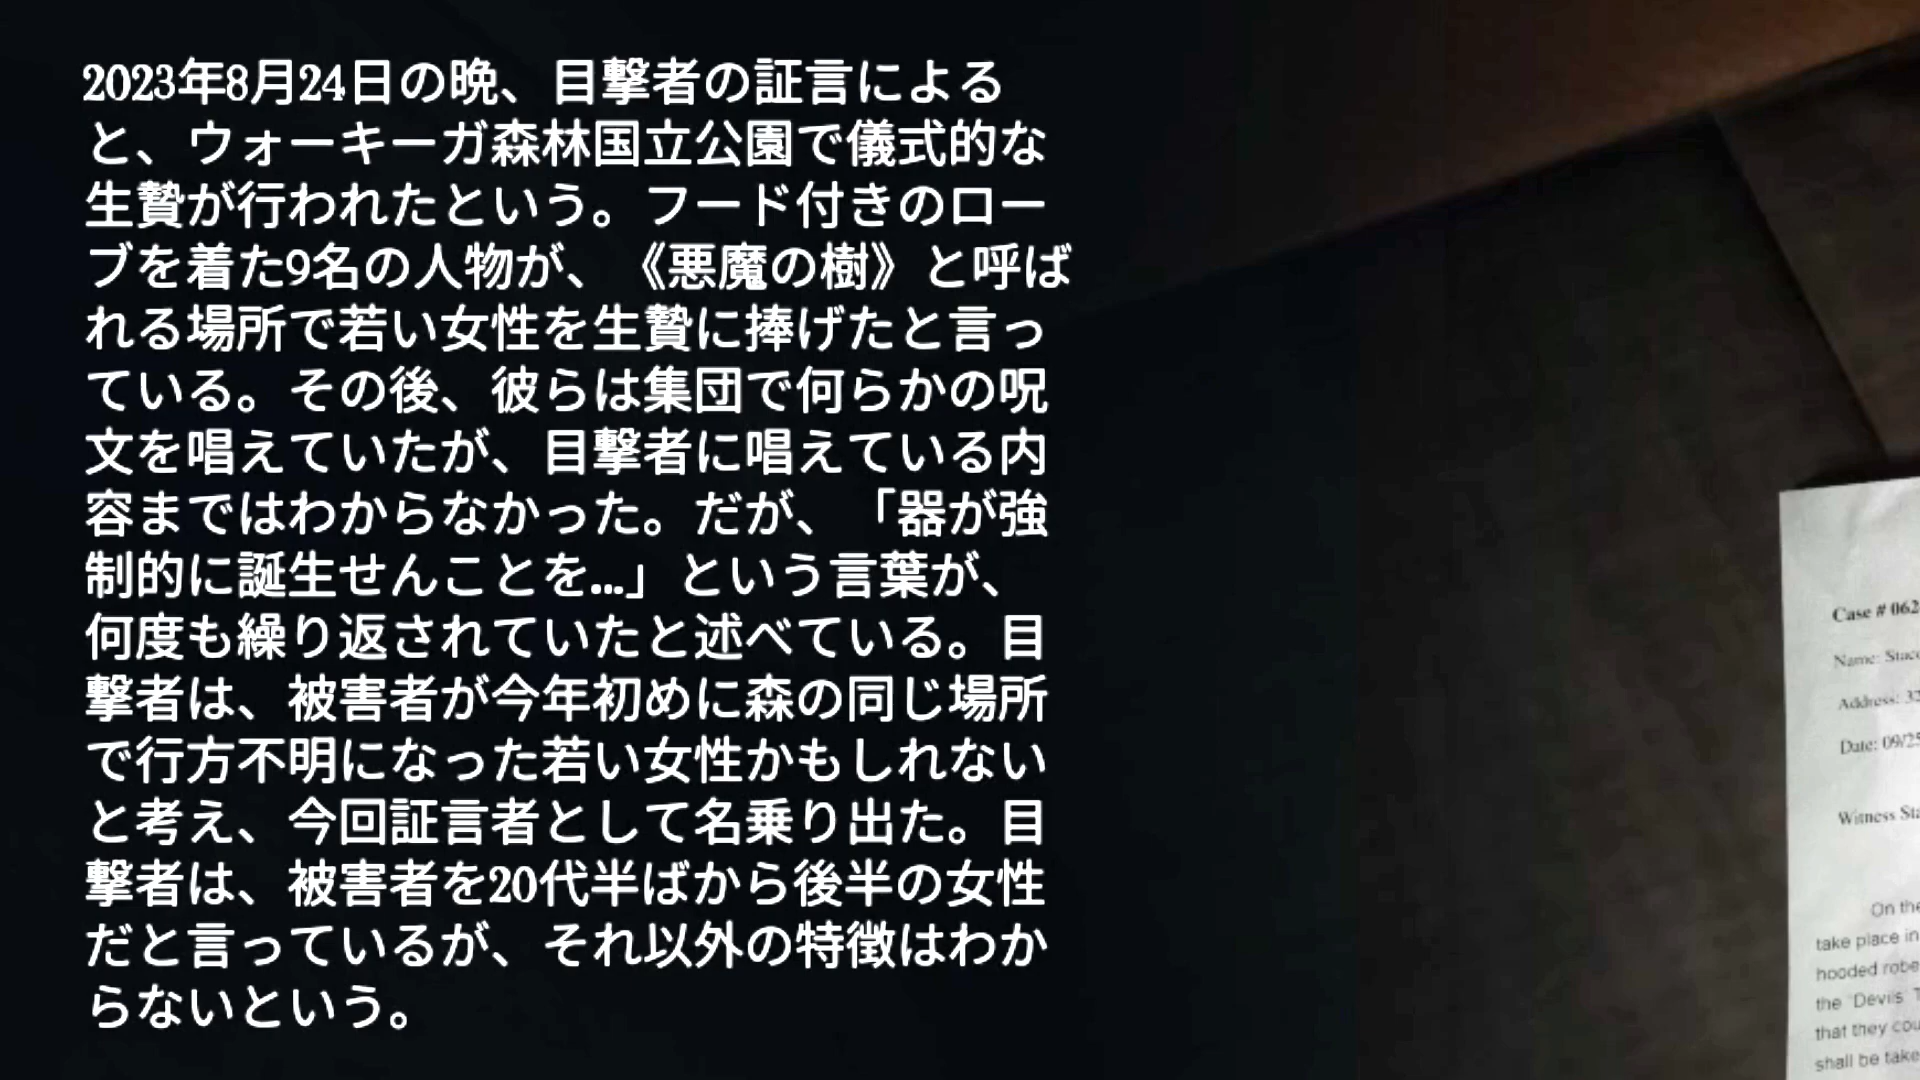 2023年8月24日の晩、目撃者の証言による
と、ウォーキーガ森林国立公園で儀式的な
生贄が行われたという。フード付きのロー
ブを着た9名の人物が、《悪魔の樹》と呼ば
れる場所で若い女性を生贄に捧げたと言っ
ている。その後、彼らは集団で何らかの呪
文を唱えていたが、目撃者に唱えている内
容まではわからなかった。だが、「器が強
制的に誕生せんことを...」という言葉が、
何度も繰り返されていたと述べている。目
撃者は、被害者が今年初めに森の同じ場所
で行方不明になった若い女性かもしれない
と考え、今回証言者として名乗り出た。目
撃者は、被害者を20代半ばから後半の女性
だと言っているが、それ以外の特徴はわか
らないという。
Case # 062
Name:
Address: 32
Date: 09/25
Witness
On the
take place in
hooded robe
the Devils
that they cou
shall be take